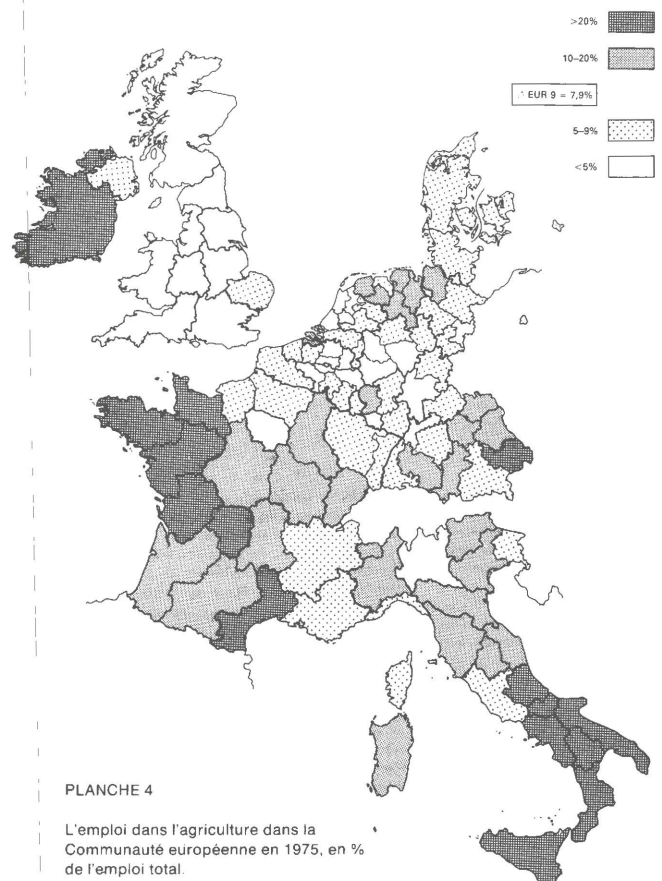 >20%
10–20%
EUR 9 = 7,9%
5–9%
<5%
PLANCHE 4
L'emploi dans l'agriculture dans la
Communauté européenne en 1975, en %
de l'emploi total.